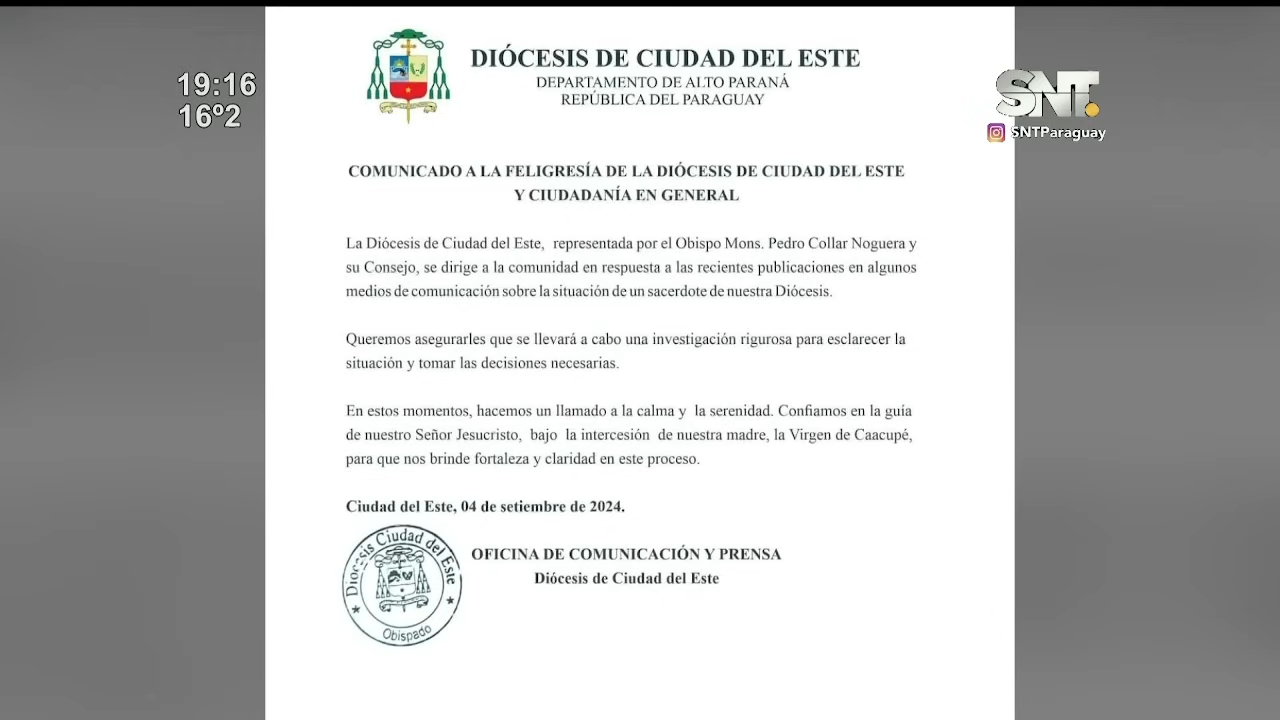 DIÓCESIS DE CIUDAD DEL ESTE
DEPARTAMENTO DE ALTO PARANÁ
REPÚBLICA DEL PARAGUAY
19:16
16º2
SNT
SNTParaguay
COMUNICADO A LA FELIGRESÍA DE LA DIÓCESIS DE CIUDAD DEL ESTE
Y CIUDADANÍA EN GENERAL
La Diócesis de Ciudad del Este, representada por el Obispo Mons. Pedro Collar Noguera y
su Consejo, se dirige a la comunidad en respuesta a las recientes publicaciones en algunos
medios de comunicación sobre la situación de un sacerdote de nuestra Diócesis.
Queremos asegurarles que se llevará a cabo una investigación rigurosa para esclarecer la
situación y tomar las decisiones necesarias.
En estos momentos, hacemos un llamado a la calma y la serenidad. Confiamos en la guía
de nuestro Señor Jesucristo, bajo la intercesión de nuestra madre, la Virgen de Caacupé,
para que nos brinde fortaleza y claridad en este proceso.
Ciudad del Este, 04 de setiembre de 2024.
OFICINA DE COMUNICACIÓN Y PRENSA
Diócesis de Ciudad del Este
Diócesis Ciudad del Este
Obispado